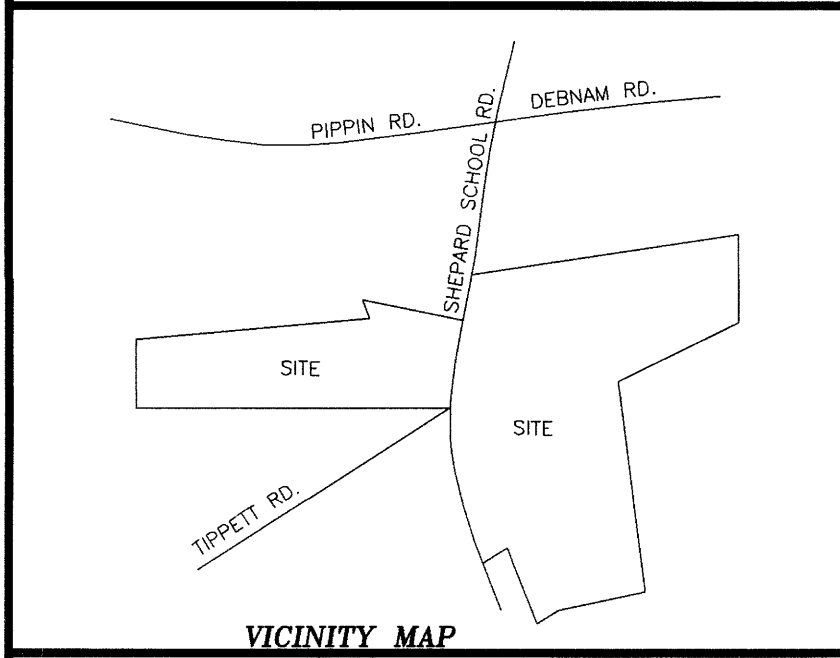 DEBNAM RD.
PIPPIN RD.
SHEPARD SCHOOL RD.
SITE
SITE
TIPPETT RD.
VICINITY MAP